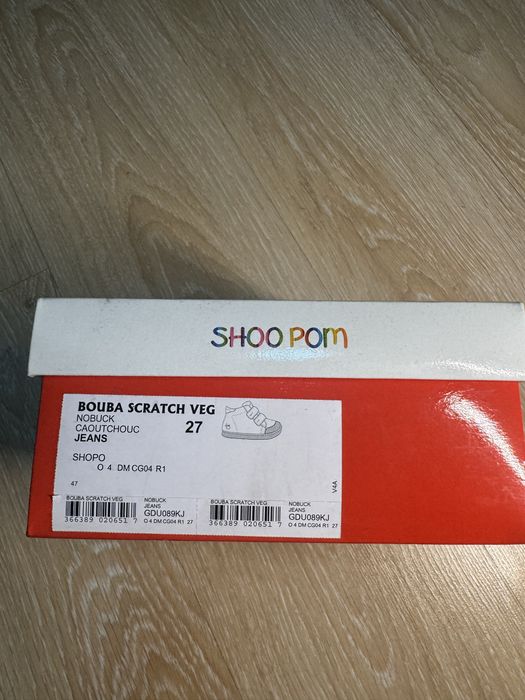 SHOO POM
BOUBA SCRATCH VEG
NOBUCK
CAOUTCHOUC 27
JEANS
SHOPO
O 4 DM CG04 R1
47
V4A
BOUBA SCRATCH VEG
NOBUCK
JEANS
GDU089KJ
366389 020651 7
O 4 DM CG04 R1 27
BOUBA SCRATCH VEG
NOBUCK
JEANS
GDU089KJ
366389 020651 7
O 4 DM CG04 R1 27